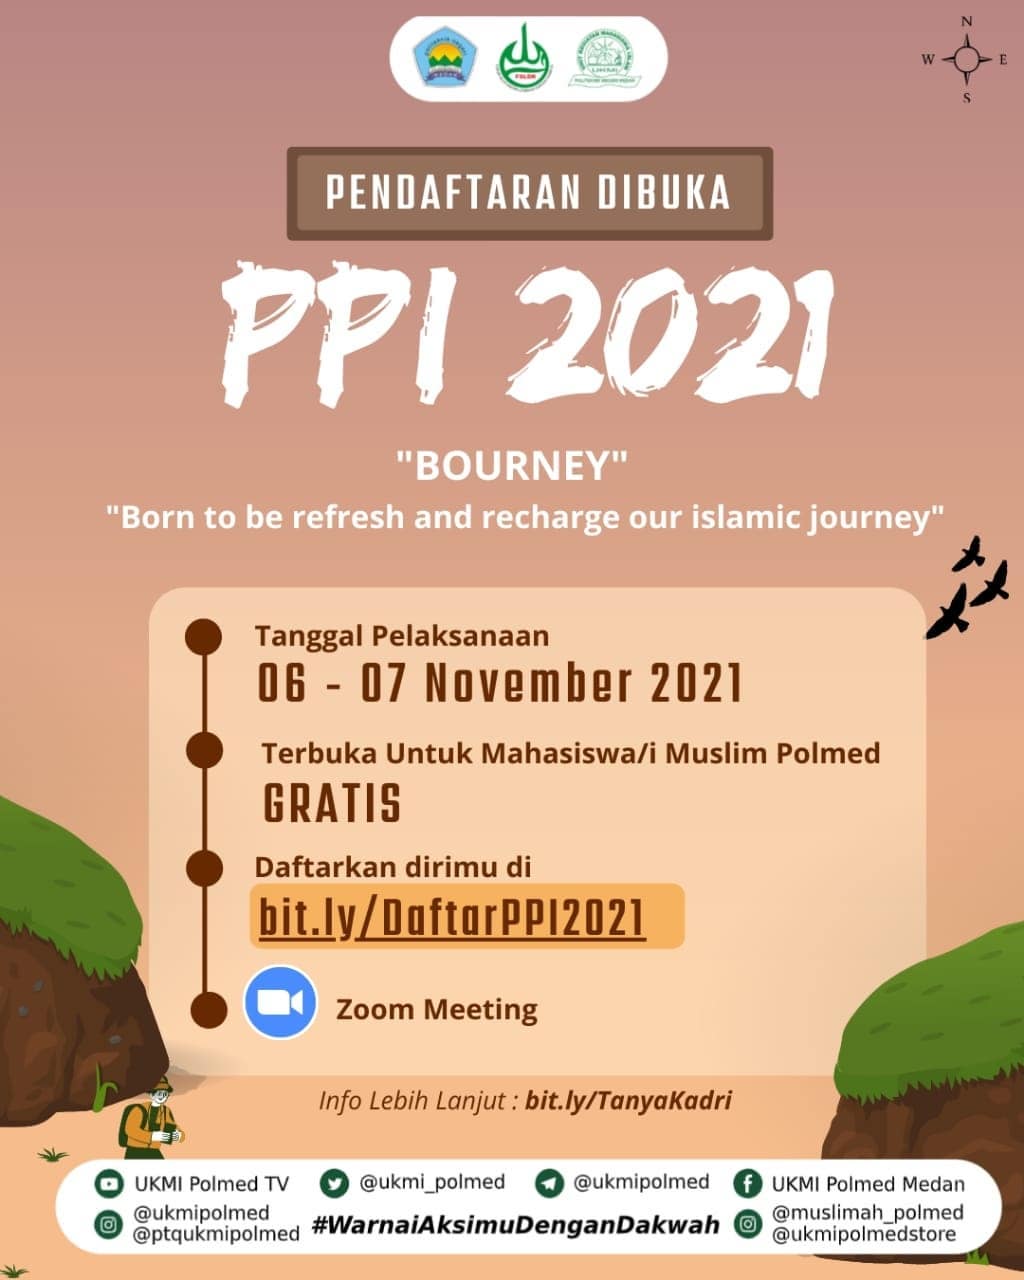 N
W E
S
PENDAFTARAN DIBUKA
PPI 2021
"BOURNEY"
"Born to be refresh and recharge our islamic journey"
Tanggal Pelaksanaan
06 - 07 November 2021
Terbuka Untuk Mahasiswa/i Muslim Polmed
GRATIS
Daftarkan dirimu di
bit.ly/DaftarPPI2021
Zoom Meeting
Info Lebih Lanjut : bit.ly/TanyaKadri
UKMI Polmed TV
@ukmi_polmed
@ukmipolmed
UKMI Polmed Medan
@ukmipolmed
@ptqukmipolmed
#WarnaiAksimuDenganDakwah
@muslimah_polmed
@ukmipolmedstore